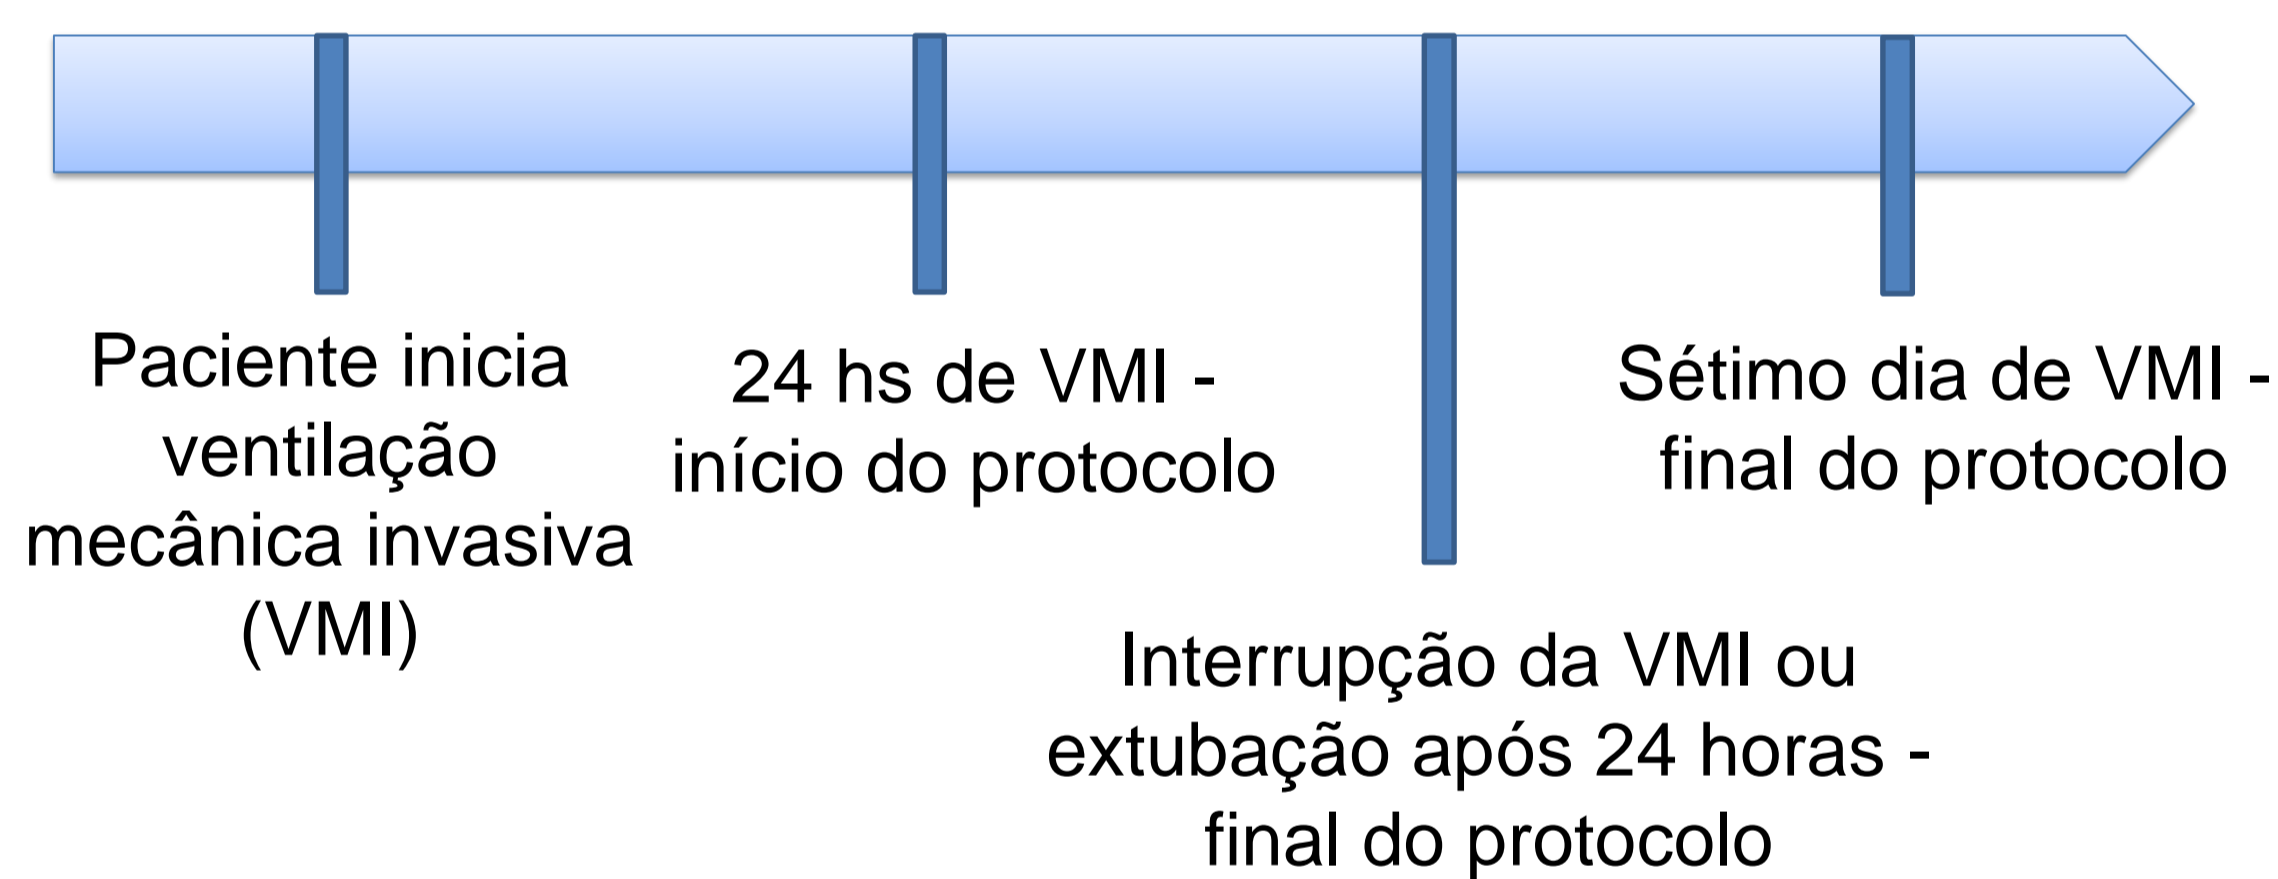 Paciente inicia
ventilação
mecânica invasiva
(VMI)
24 hs de VMI -
início do protocolo
Interrupção da VMI ou
extubação após 24 horas -
final do protocolo
Sétimo dia de VMI -
final do protocolo